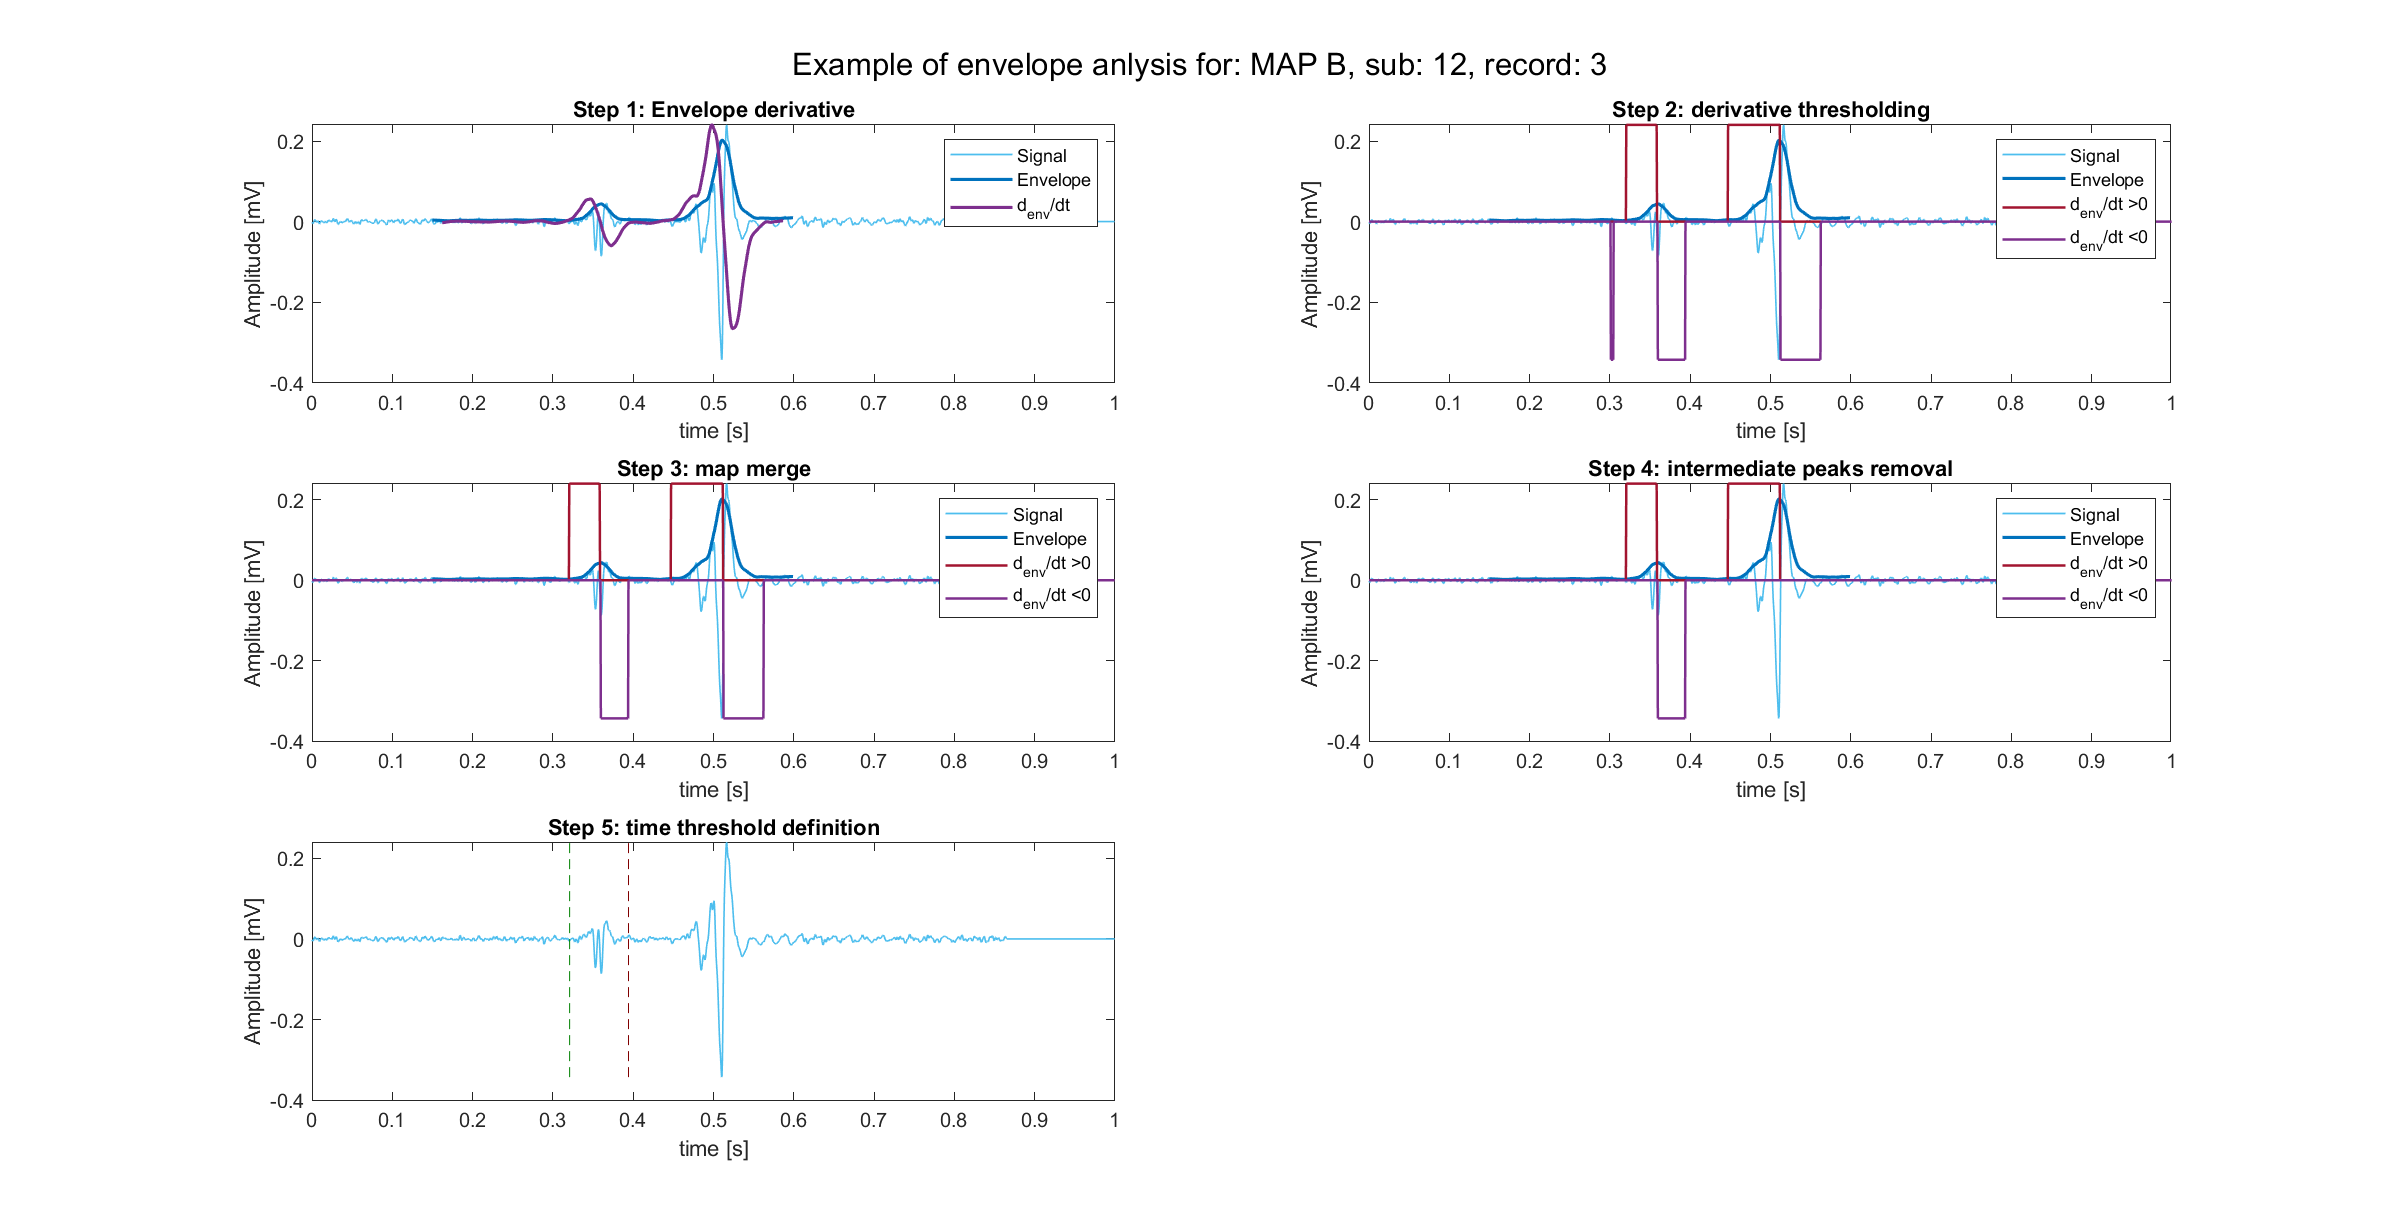 Example of envelope anlysis for: MAP B, sub: 12, record: 3
Step 1: Envelope derivative
0.2
0
-0.2
-0.4
Amplitude [mV]
0 0.1 0.2 0.3 0.4 0.5 0.6 0.7 0.8 0.9 1
time [s]
Signal
Envelope
d_env/dt
Step 2: derivative thresholding
0.2
0
-0.2
-0.4
Amplitude [mV]
0 0.1 0.2 0.3 0.4 0.5 0.6 0.7 0.8 0.9 1
time [s]
Signal
Envelope
d_env/dt >0
d_env/dt <0
Step 3: map merge
0.2
0
-0.2
-0.4
Amplitude [mV]
0 0.1 0.2 0.3 0.4 0.5 0.6 0.7 0.8 0.9 1
time [s]
Signal
Envelope
d_env/dt >0
d_env/dt <0
Step 4: intermediate peaks removal
0.2
0
-0.2
-0.4
Amplitude [mV]
0 0.1 0.2 0.3 0.4 0.5 0.6 0.7 0.8 0.9 1
time [s]
Signal
Envelope
d_env/dt >0
d_env/dt <0
Step 5: time threshold definition
0.2
0
-0.2
-0.4
Amplitude [mV]
0 0.1 0.2 0.3 0.4 0.5 0.6 0.7 0.8 0.9 1
time [s]